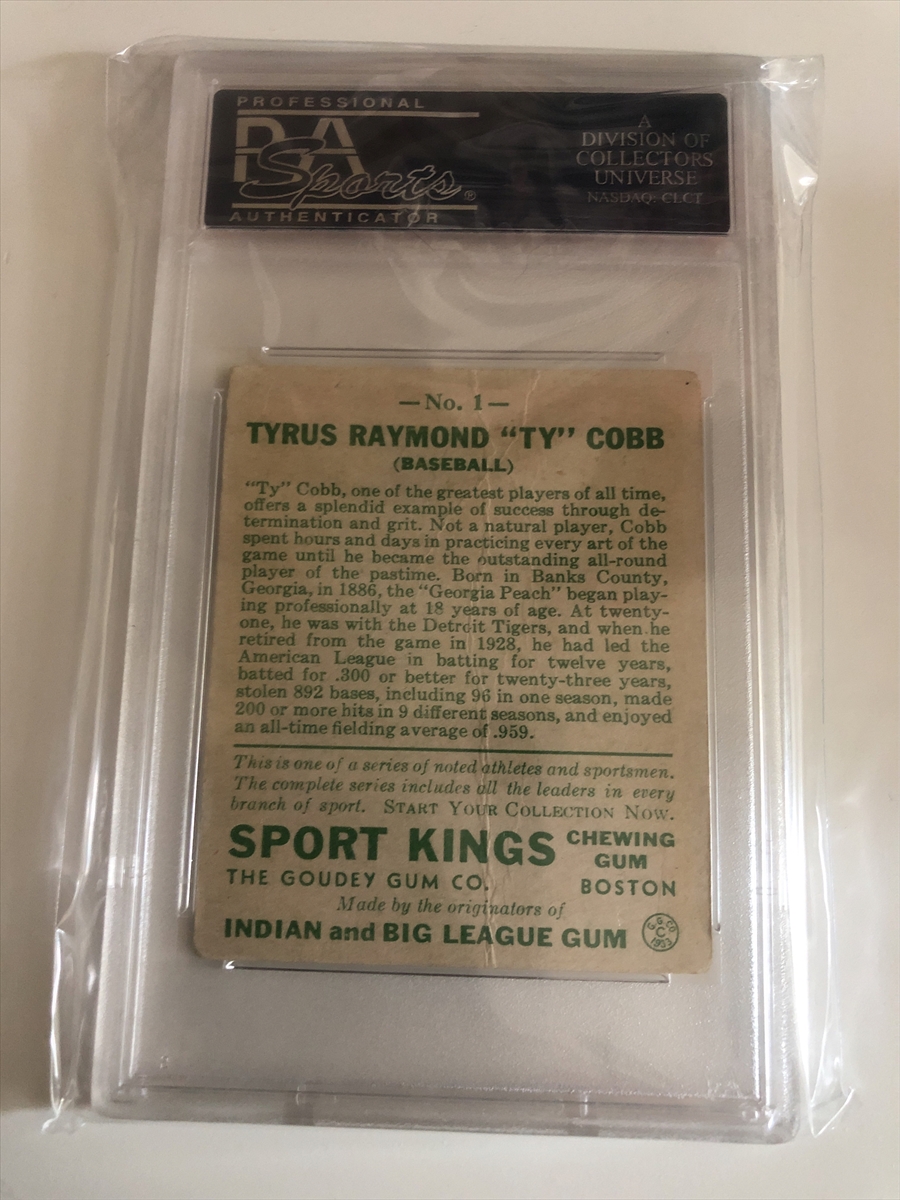 PROFESSIONAL
PSA
Sports®
AUTHENTICATOR
A
DIVISION OF
COLLECTORS
UNIVERSE
NASDAQ: CLCT
—No. 1—
TYRUS RAYMOND "TY" COBB
(BASEBALL)
"Ty" Cobb, one of the greatest players of all time,
offers a splendid example of success through de-
termination and grit. Not a natural player, Cobb
spent hours and days in practicing every art of the
game until he became the outstanding all-round
player of the pastime. Born in Banks County,
Georgia, in 1886, the "Georgia Peach" began play-
ing professionally at 18 years of age. At twenty-
one, he was with the Detroit Tigers, and when he
retired from the game in 1928, he had led the
American League in batting for twelve years,
batted for .300 or better for twenty-three years,
stolen 892 bases, including 96 in one season, made
200 or more hits in 9 different seasons, and enjoyed
an all-time fielding average of .959.
This is one of a series of noted athletes and sportsmen.
The complete series includes all the leaders in every
branch of sport. START YOUR COLLECTION NOW.
SPORT KINGS CHEWING GUM
THE GOUDEY GUM CO. BOSTON
Made by the originators of
INDIAN and BIG LEAGUE GUM
G.G.CO
C
1933